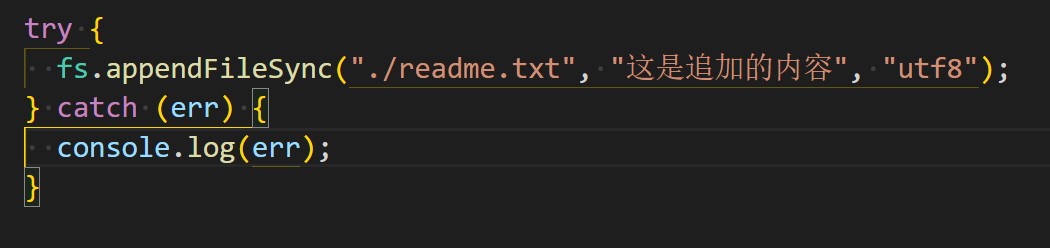 try {
  fs.appendFileSync("./readme.txt", "这是追加的内容", "utf8");
} catch (err) {
  console.log(err);
}